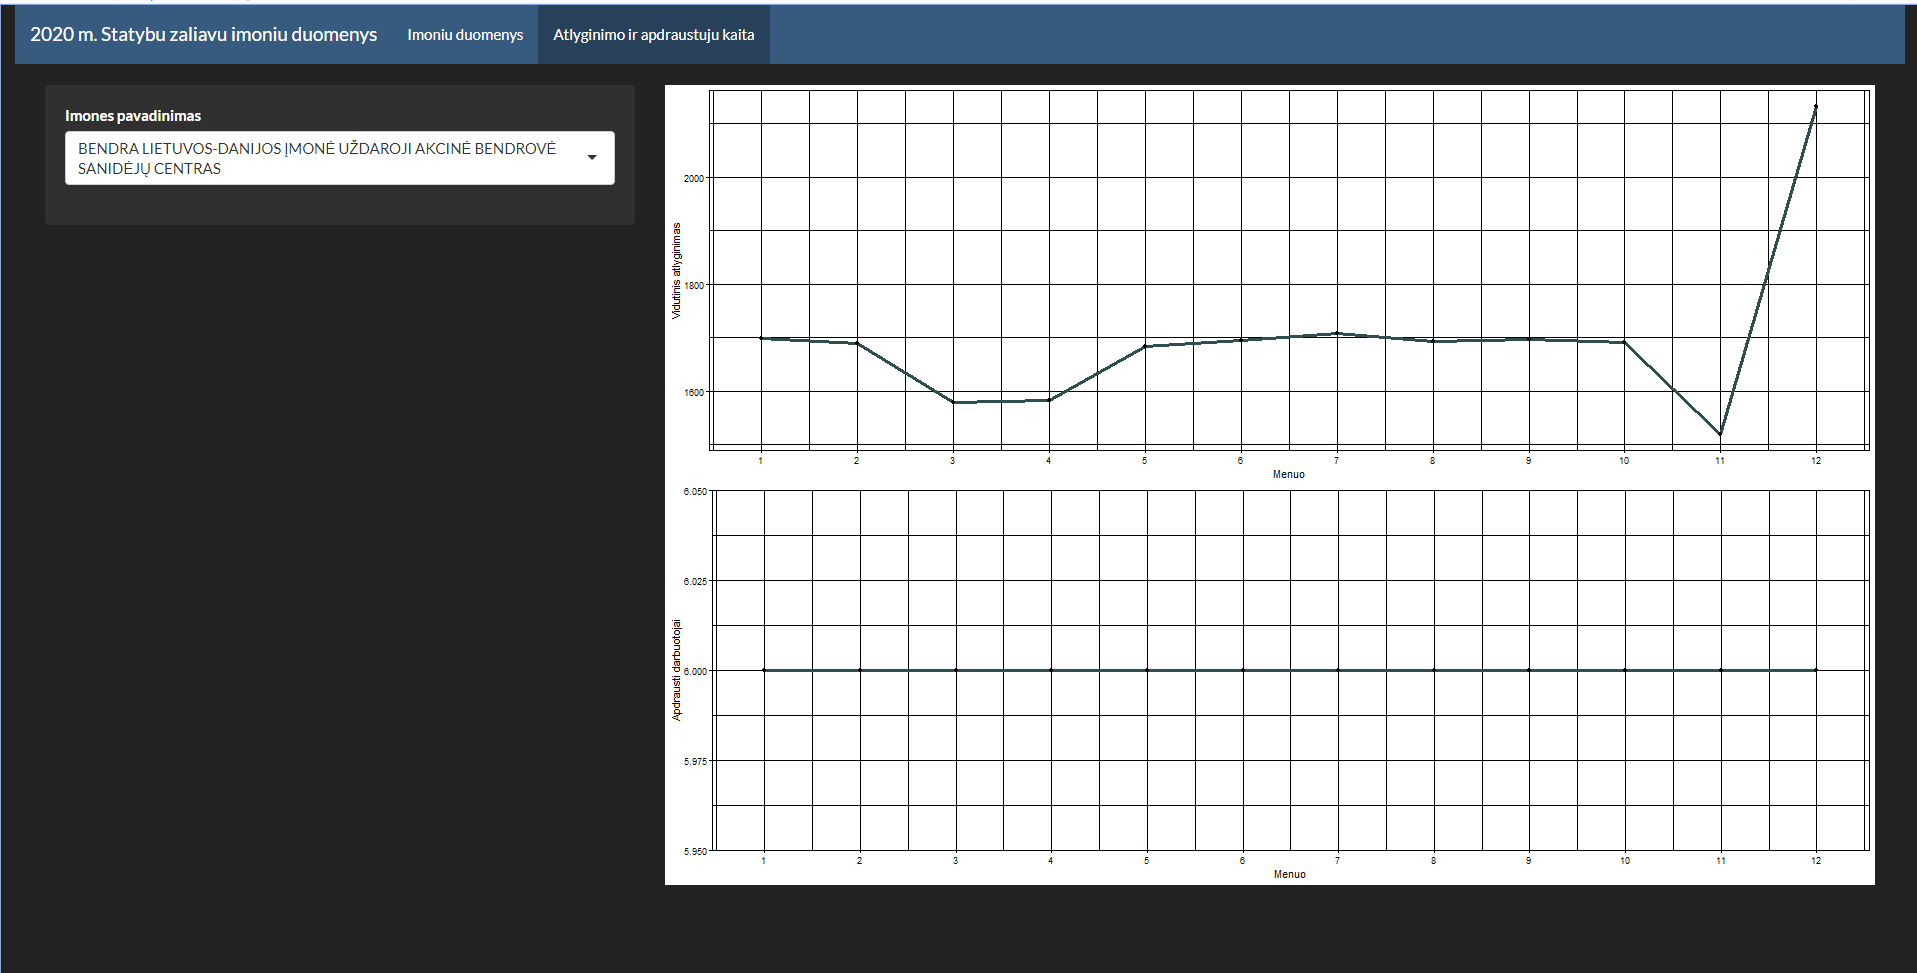 2020 m. Statybu zaliavu imoniu duomenys
Imoniu duomenys
Atlyginimo ir apdraustuju kaita
Imones pavadinimas
BENDRA LIETUVOS-DANIJOS ĮMONĖ UŽDAROJI AKCINĖ BENDROVĖ
SANIDĖJŲ CENTRAS
Vidutinis atlyginimas
2000
1800
1600
1 2 3 4 5 6 7 8 9 10 11 12
Menuo
Apdrausti darbuotojai
6.050
6.025
6.000
5.975
5.950
1 2 3 4 5 6 7 8 9 10 11 12
Menuo